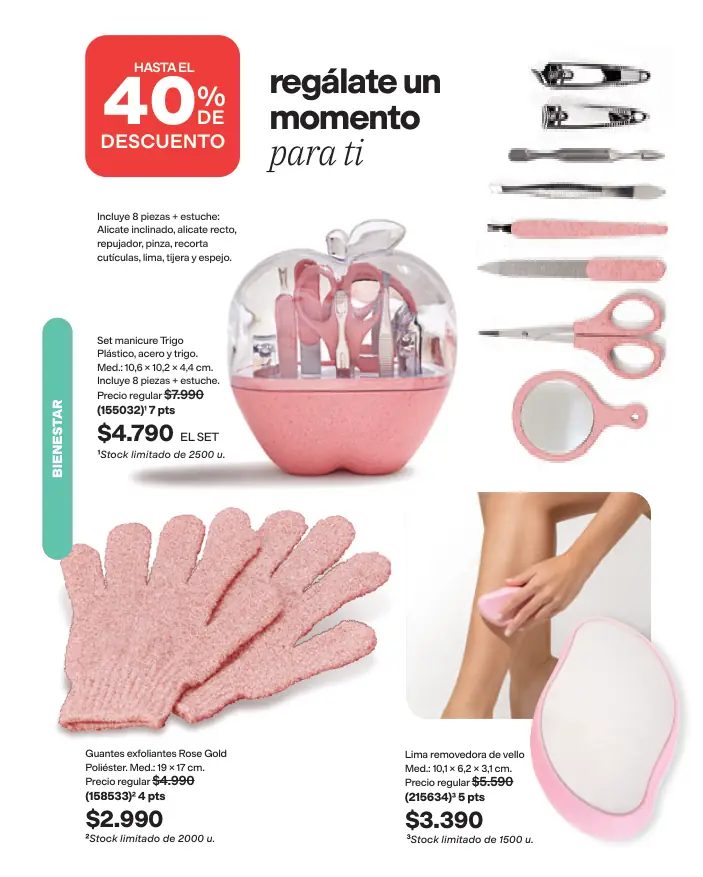 HASTA EL
40%
DE
DESCUENTO
regálate un
momento
para ti
Incluye 8 piezas + estuche:
Alicate inclinado, alicate recto,
repujador, pinza, recorta
cutículas, lima, tijera y espejo.
BIENESTAR
Set manicure Trigo
Plástico, acero y trigo.
Med.: 10,6 × 10,2 × 4,4 cm.
Incluye 8 piezas + estuche.
Precio regular $7.990
(155032)¹ 7 pts
$4.790 EL SET
¹Stock limitado de 2500 u.
Guantes exfoliantes Rose Gold
Poliéster. Med.: 19 × 17 cm.
Precio regular $4.990
(158533)² 4 pts
$2.990
²Stock limitado de 2000 u.
Lima removedora de vello
Med.: 10,1 × 6,2 × 3,1 cm.
Precio regular $5.590
(215634)³ 5 pts
$3.390
³Stock limitado de 1500 u.